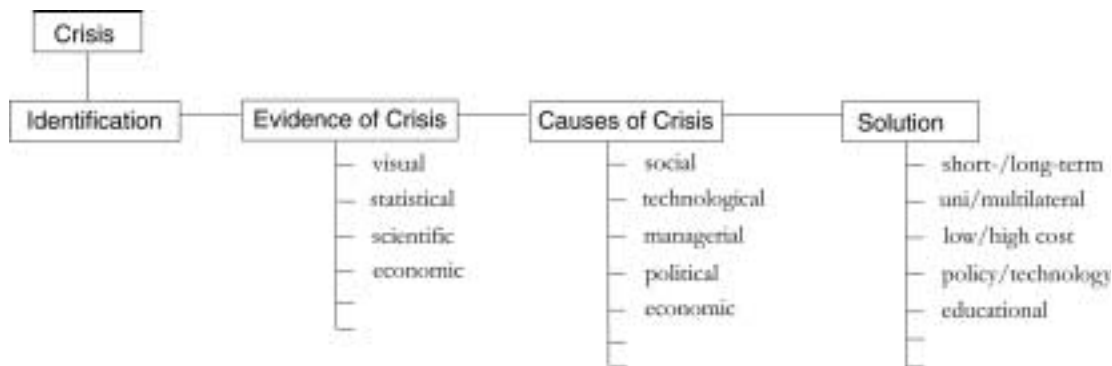 Crisis
Identification
Evidence of Crisis
Causes of Crisis
Solution
visual
statistical
scientific
economic
social
technological
managerial
political
economic
short-/long-term
uni/multilateral
low/high cost
policy/technology
educational